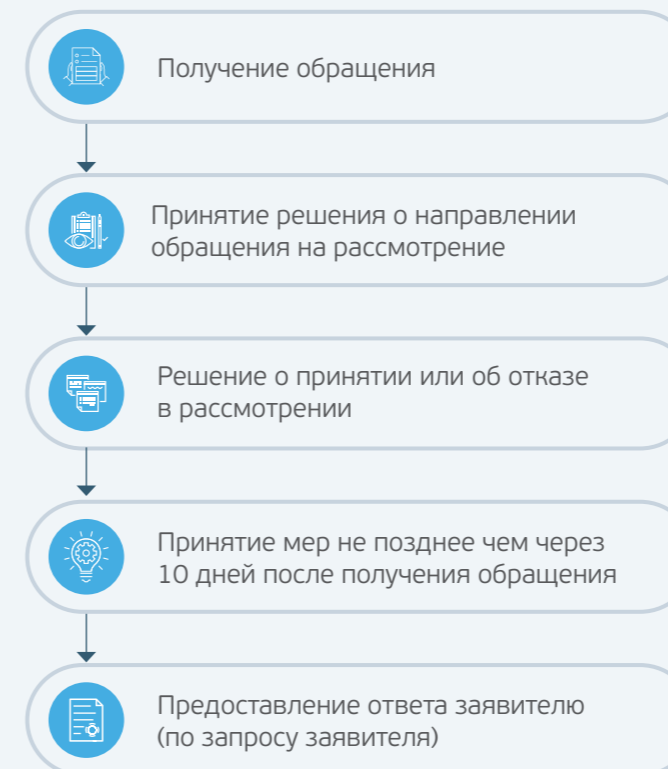 Получение обращения
Принятие решения о направлении
обращения на рассмотрение
Решение о принятии или об отказе
в рассмотрении
Принятие мер не позднее чем через
10 дней после получения обращения
Предоставление ответа заявителю
(по запросу заявителя)